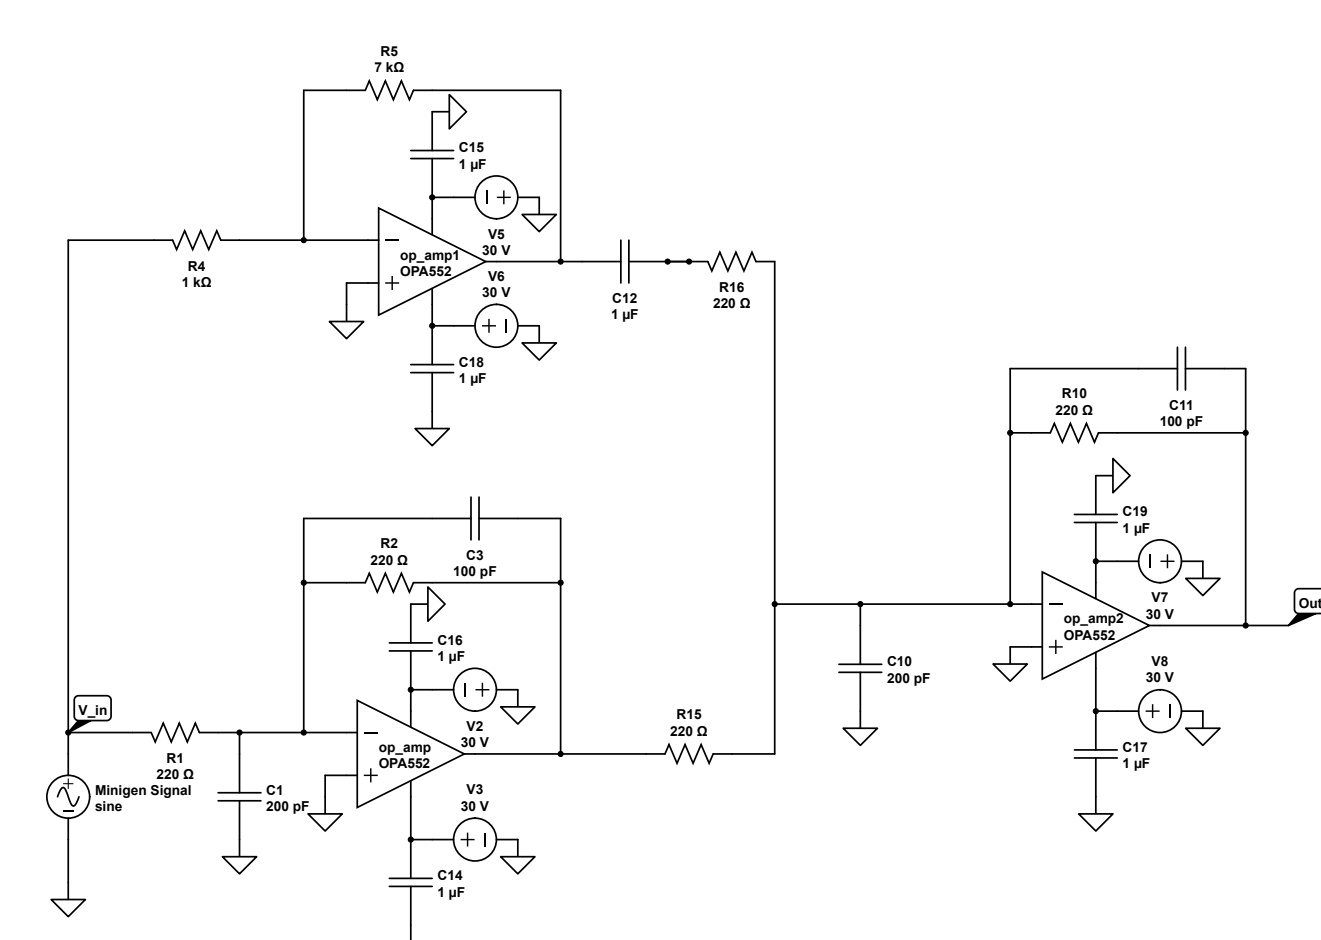 R5
7 kΩ
C15
1 µF
V5
30 V
op_amp1
OPA552
R4
1 kΩ
V6
30 V
C12
1 µF
R16
220 Ω
C18
1 µF
R10
220 Ω
C11
100 pF
C19
1 µF
V7
30 V
op_amp2
OPA552
Out
V8
30 V
C17
1 µF
C10
200 pF
R2
220 Ω
C3
100 pF
C16
1 µF
V2
30 V
op_amp
OPA552
R15
220 Ω
V_in
R1
220 Ω
Minigen Signal
sine
C1
200 pF
V3
30 V
C14
1 µF